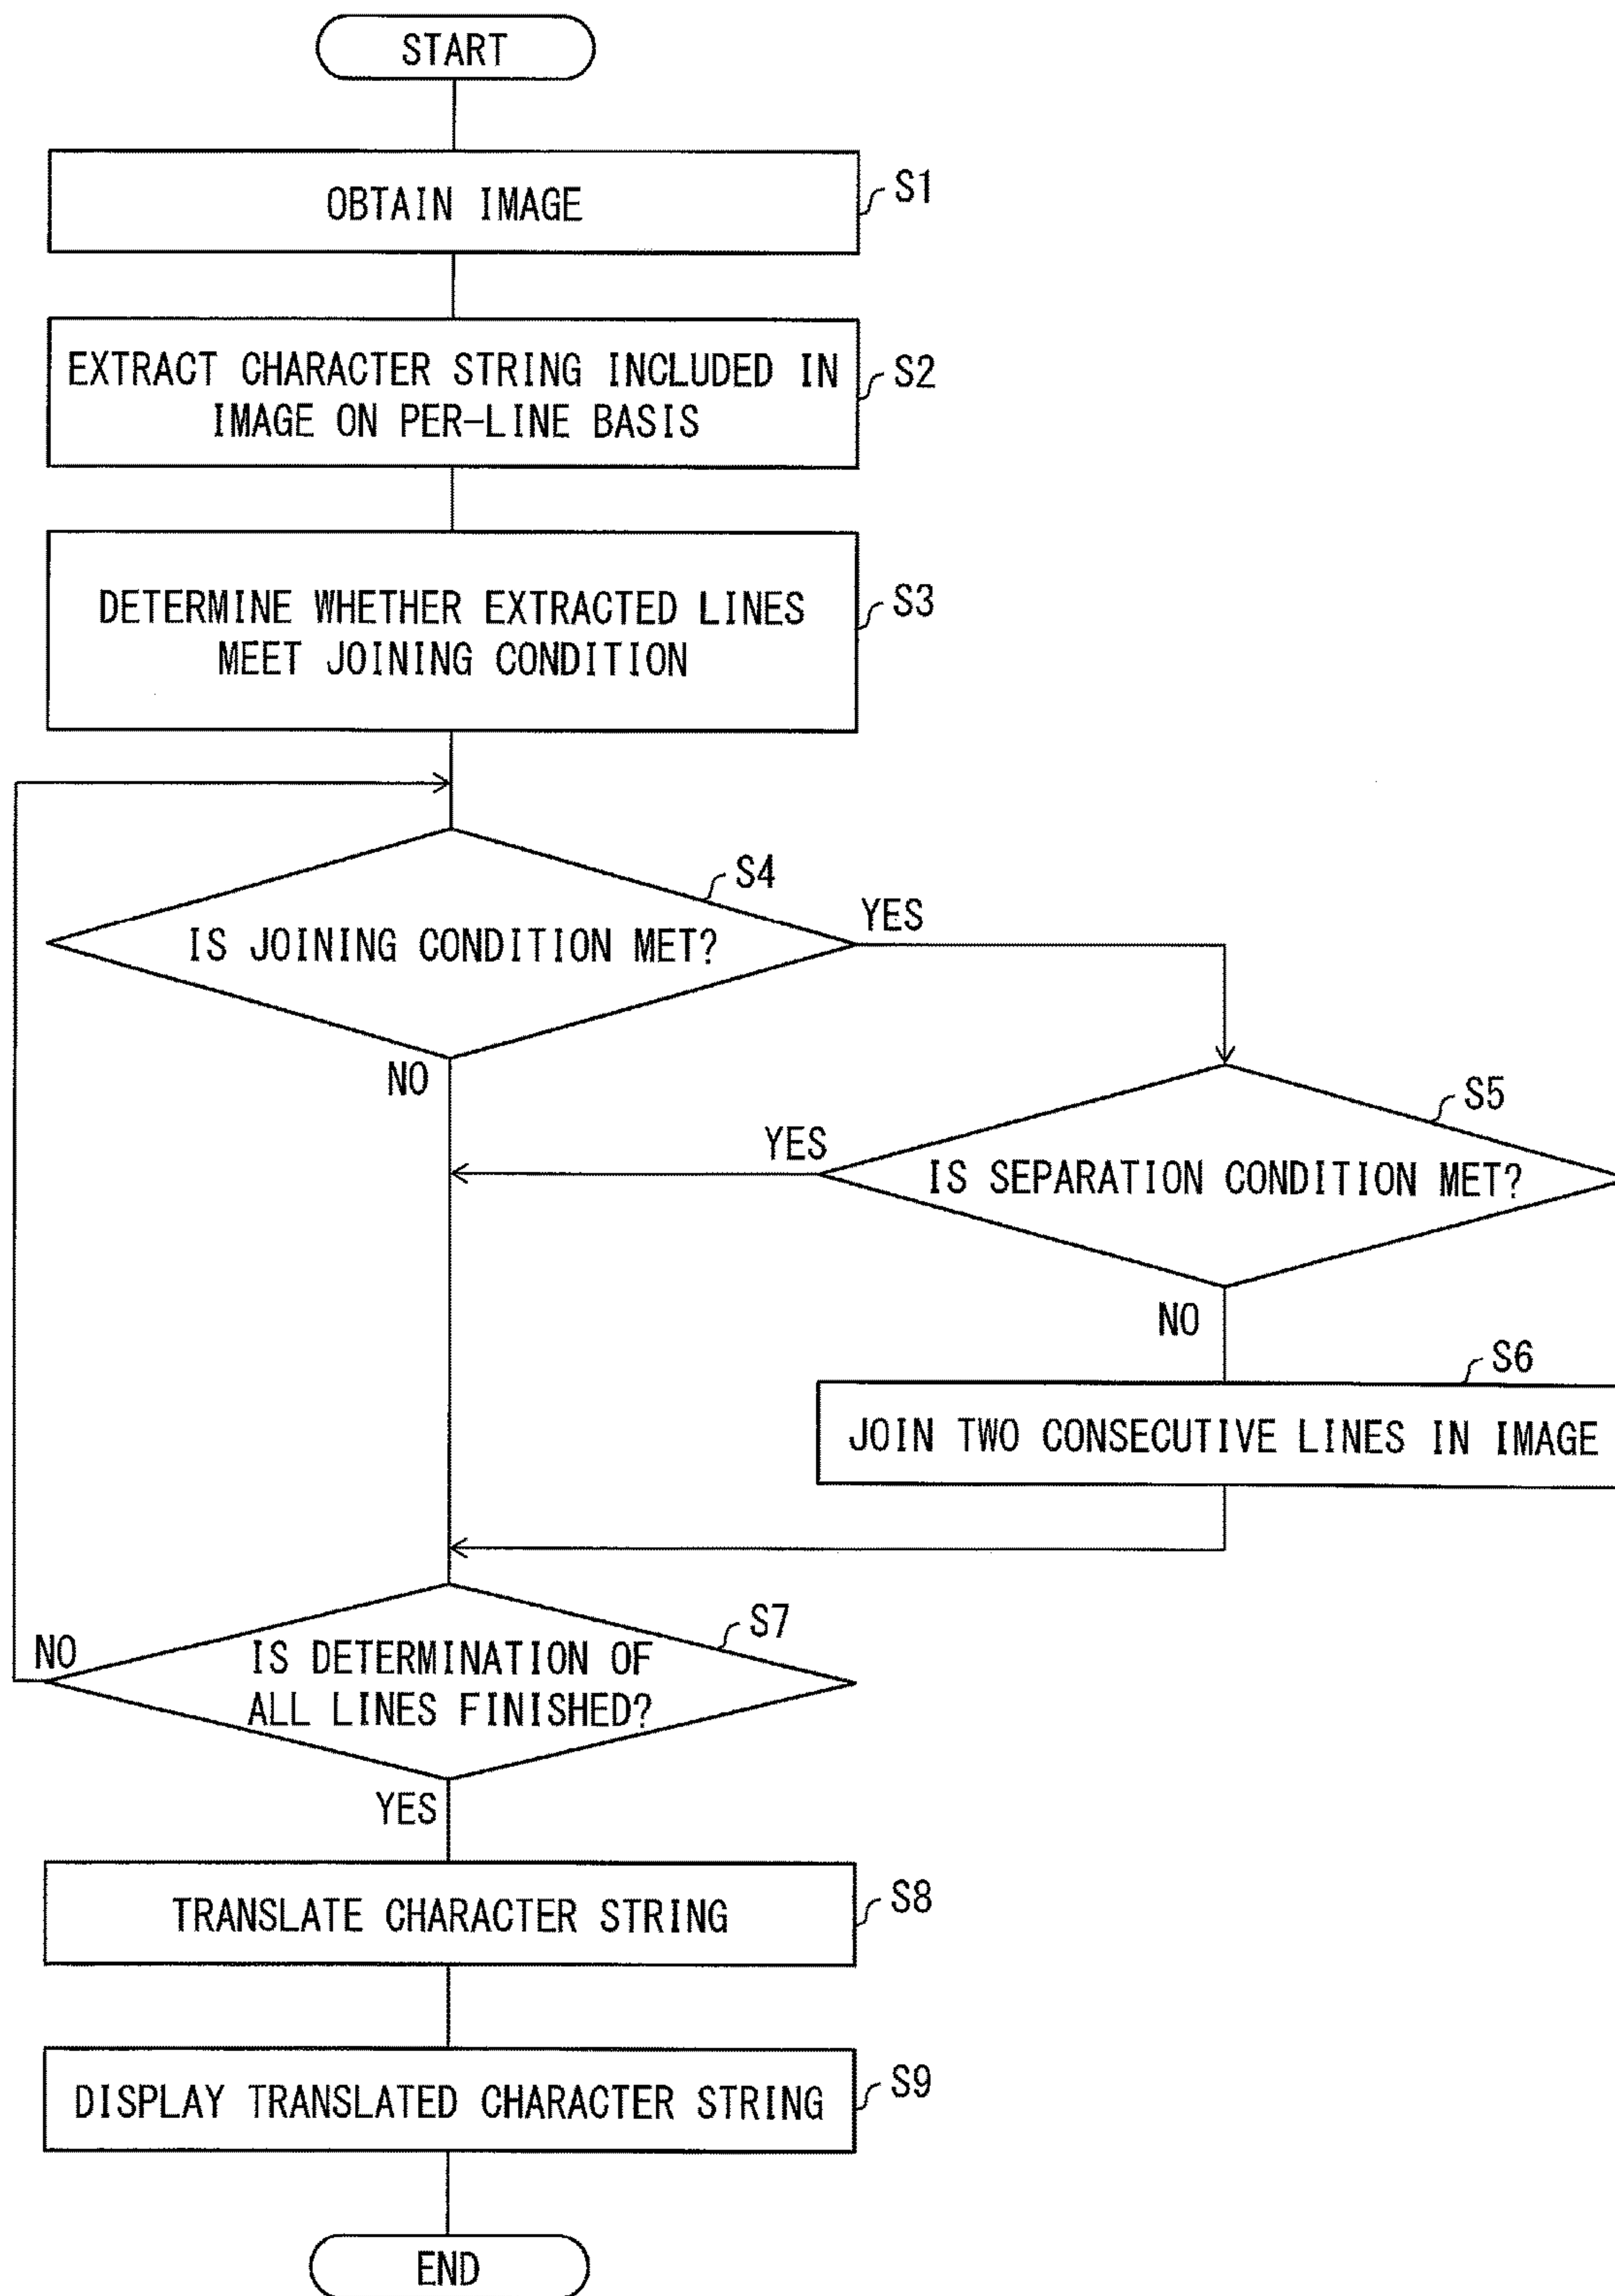 START
OBTAIN IMAGE
S1
EXTRACT CHARACTER STRING INCLUDED IN
IMAGE ON PER-LINE BASIS
S2
DETERMINE WHETHER EXTRACTED LINES
MEET JOINING CONDITION
S3
S4
IS JOINING CONDITION MET?
YES
NO
S5
IS SEPARATION CONDITION MET?
YES
NO
S6
JOIN TWO CONSECUTIVE LINES IN IMAGE
S7
IS DETERMINATION OF
ALL LINES FINISHED?
NO
YES
TRANSLATE CHARACTER STRING
S8
DISPLAY TRANSLATED CHARACTER STRING
S9
END